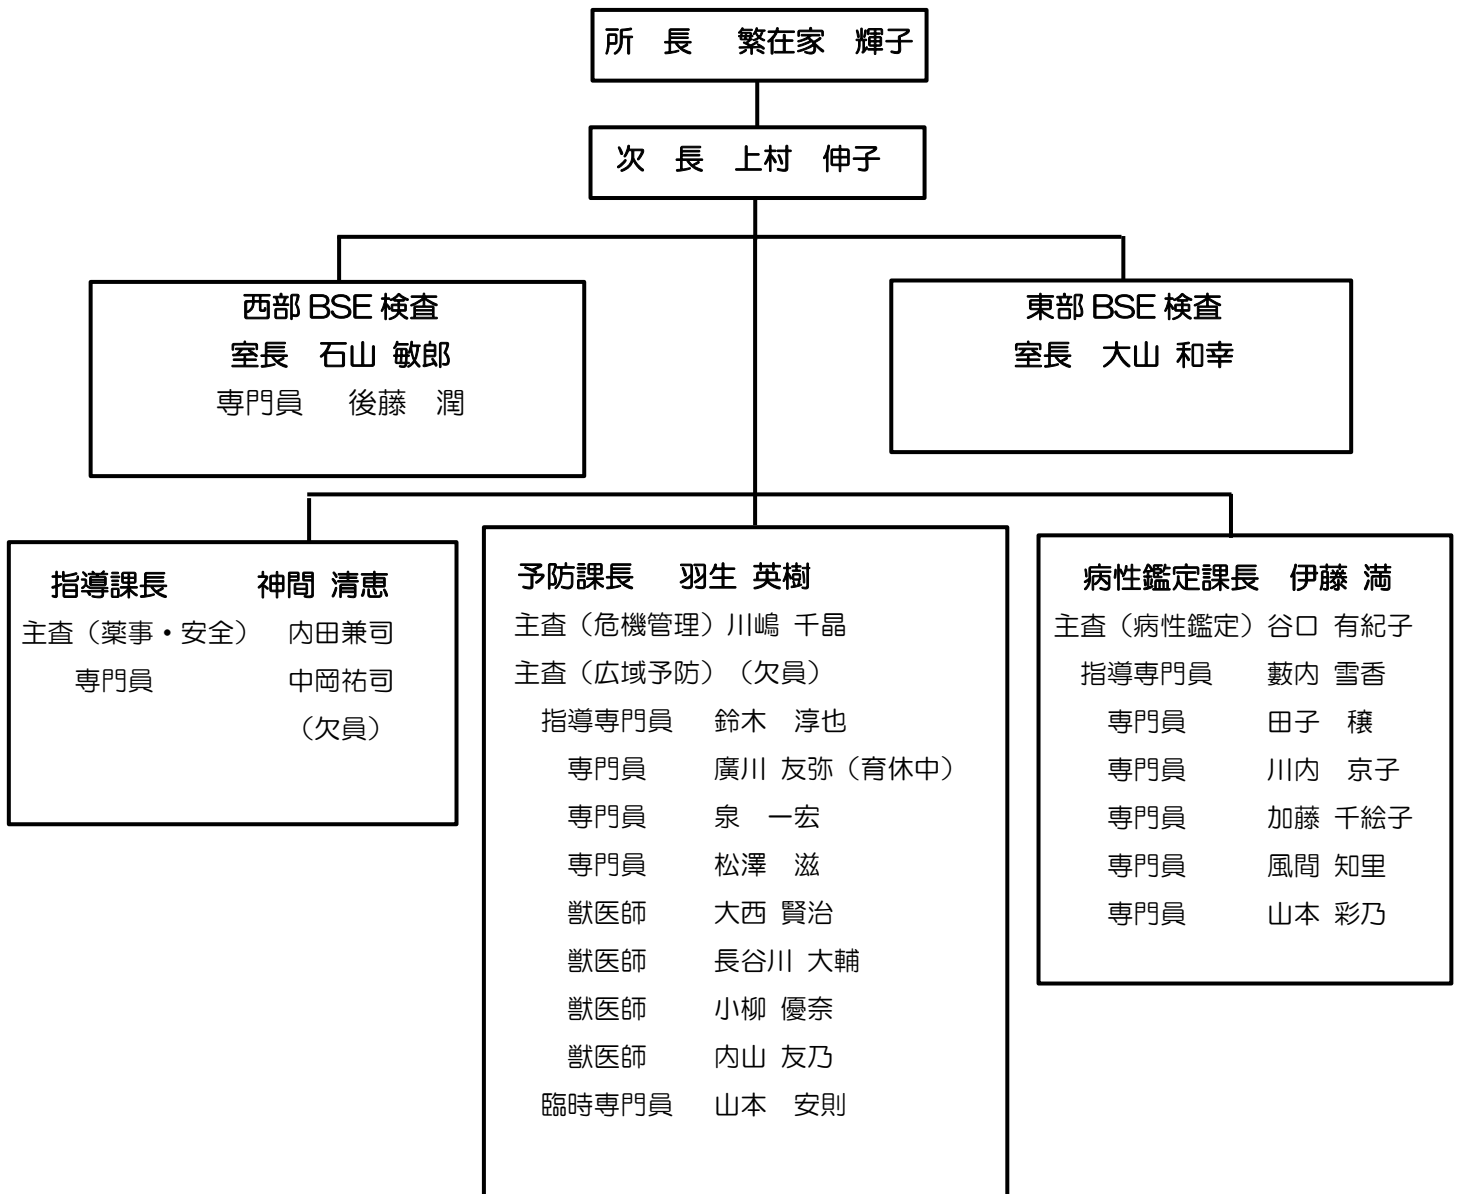 所　長　繁在家　輝子
次　長　上村　伸子
西部 BSE 検査
室長　石山 敏郎
専門員　後藤　潤
東部 BSE 検査
室長　大山 和幸
指導課長　神間 清恵
主査（薬事・安全）　内田兼司
専門員　中岡祐司
（欠員）
予防課長　羽生 英樹
主査（危機管理）川嶋 千晶
主査（広域予防）（欠員）
指導専門員　鈴木　淳也
専門員　廣川 友弥（育休中）
専門員　泉　一宏
専門員　松澤　滋
獣医師　大西 賢治
獣医師　長谷川 大輔
獣医師　小柳 優奈
獣医師　内山 友乃
臨時専門員　山本　安則
病性鑑定課長　伊藤 満
主査（病性鑑定）谷口 有紀子
指導専門員　藪内 雪香
専門員　田子　穣
専門員　川内　京子
専門員　加藤 千絵子
専門員　風間 知里
専門員　山本 彩乃